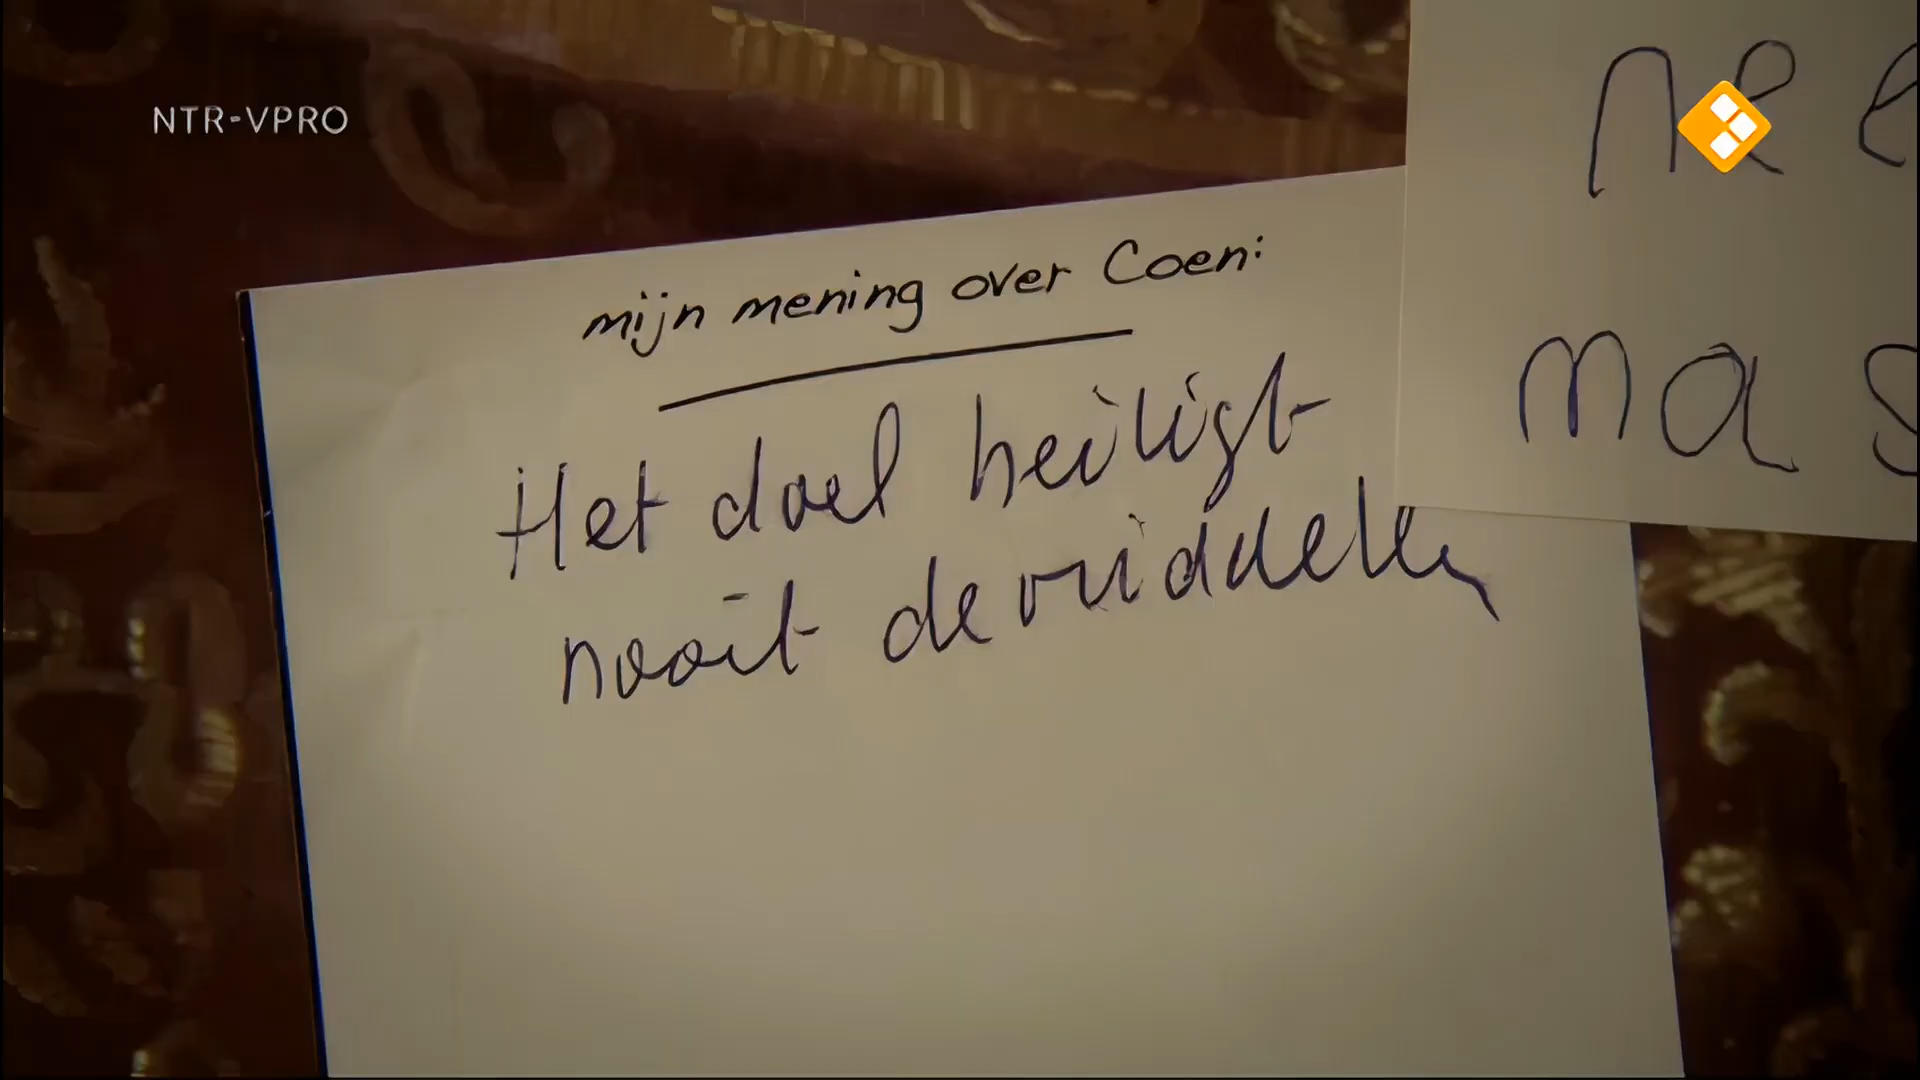 NTR-VPRO
mijn mening over Coen:
Het doel heiligt
nooit de middelen
ma